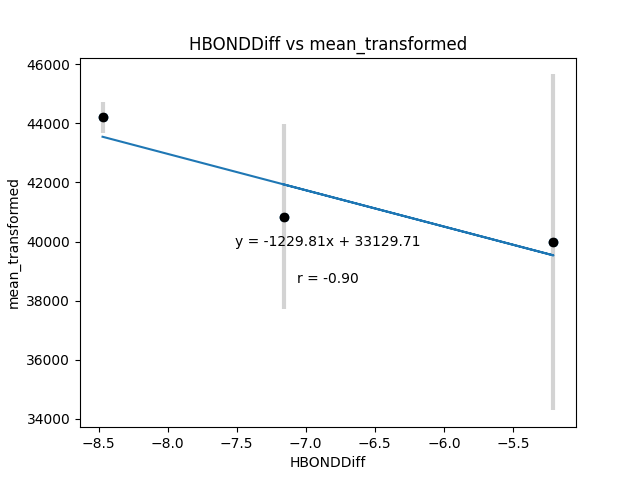 HBONDDiff vs mean_transformed
46000
44000
42000
40000
38000
36000
34000
mean_transformed
y = -1229.81x + 33129.71
r = -0.90
−8.5
−8.0
−7.5
−7.0
−6.5
−6.0
−5.5
HBONDDiff